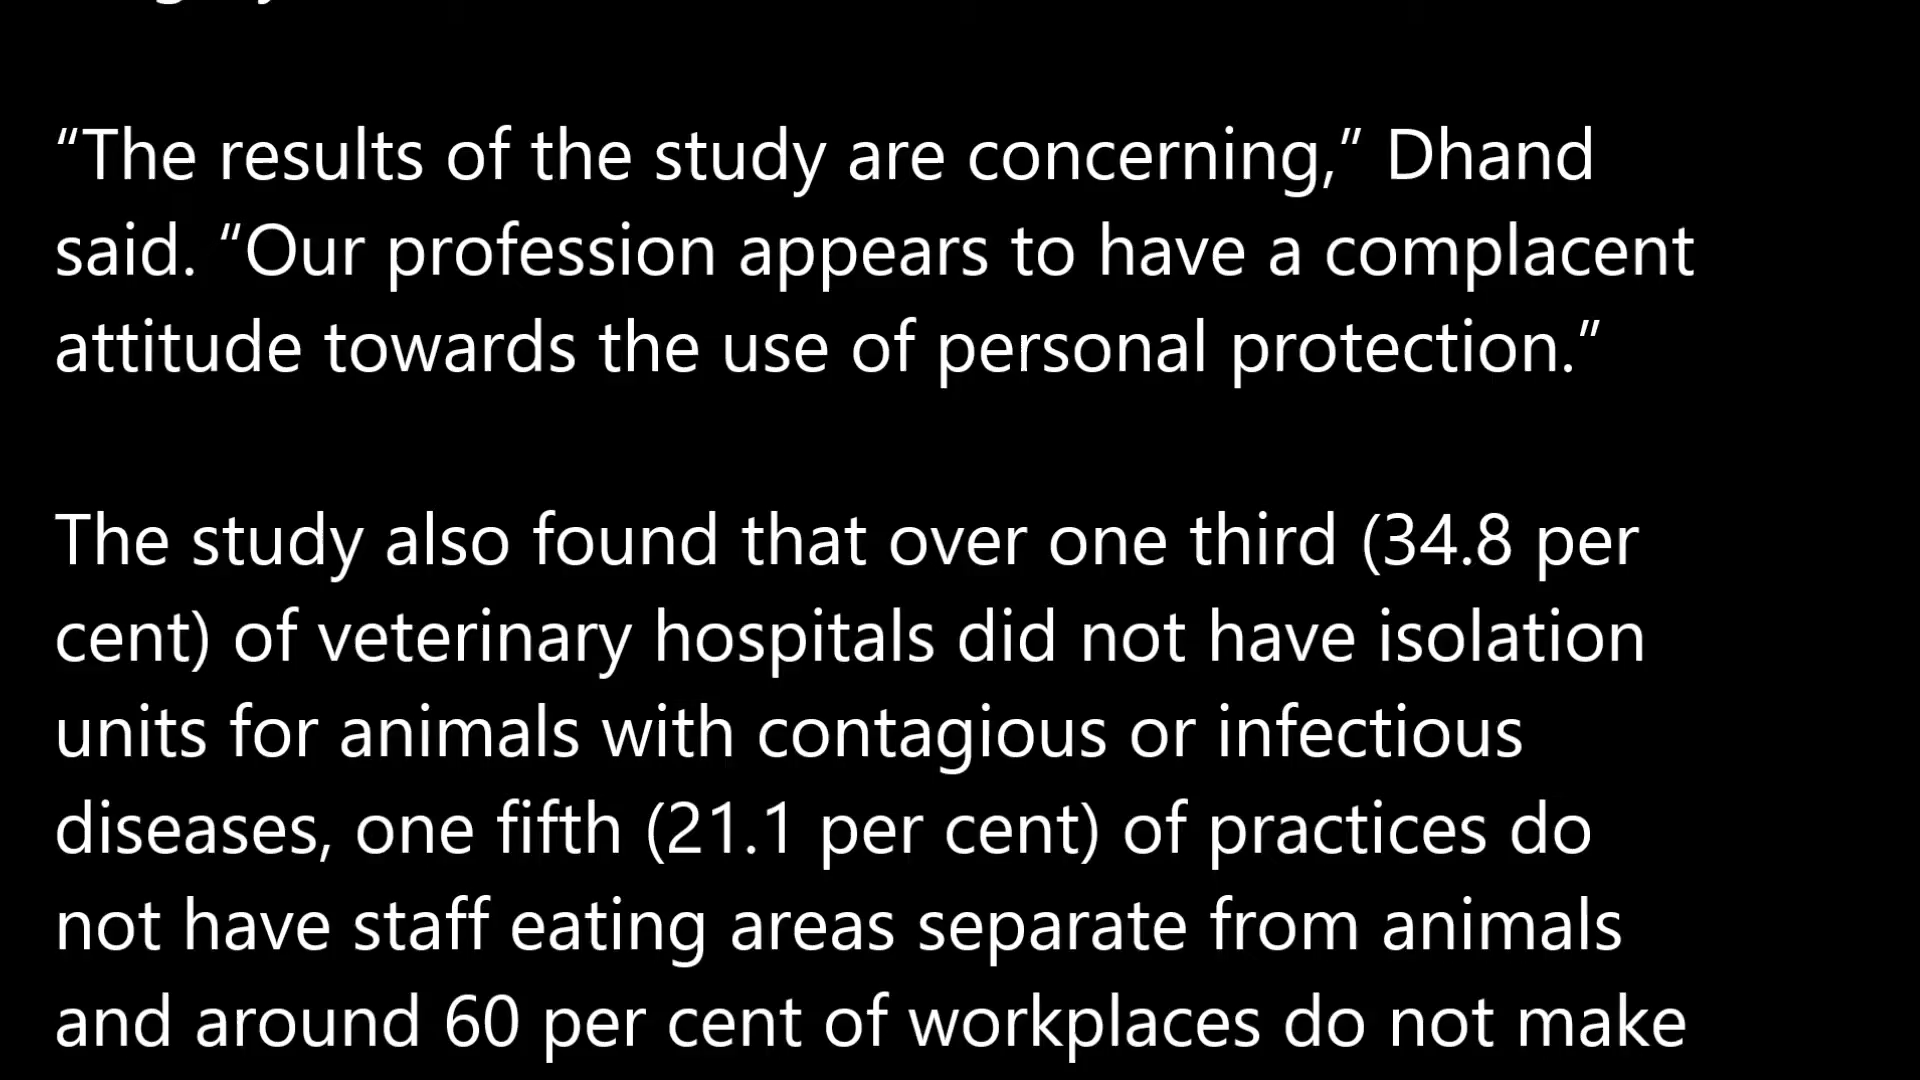 “The results of the study are concerning,” Dhand
said. “Our profession appears to have a complacent
attitude towards the use of personal protection.”
The study also found that over one third (34.8 per
cent) of veterinary hospitals did not have isolation
units for animals with contagious or infectious
diseases, one fifth (21.1 per cent) of practices do
not have staff eating areas separate from animals
and around 60 per cent of workplaces do not make